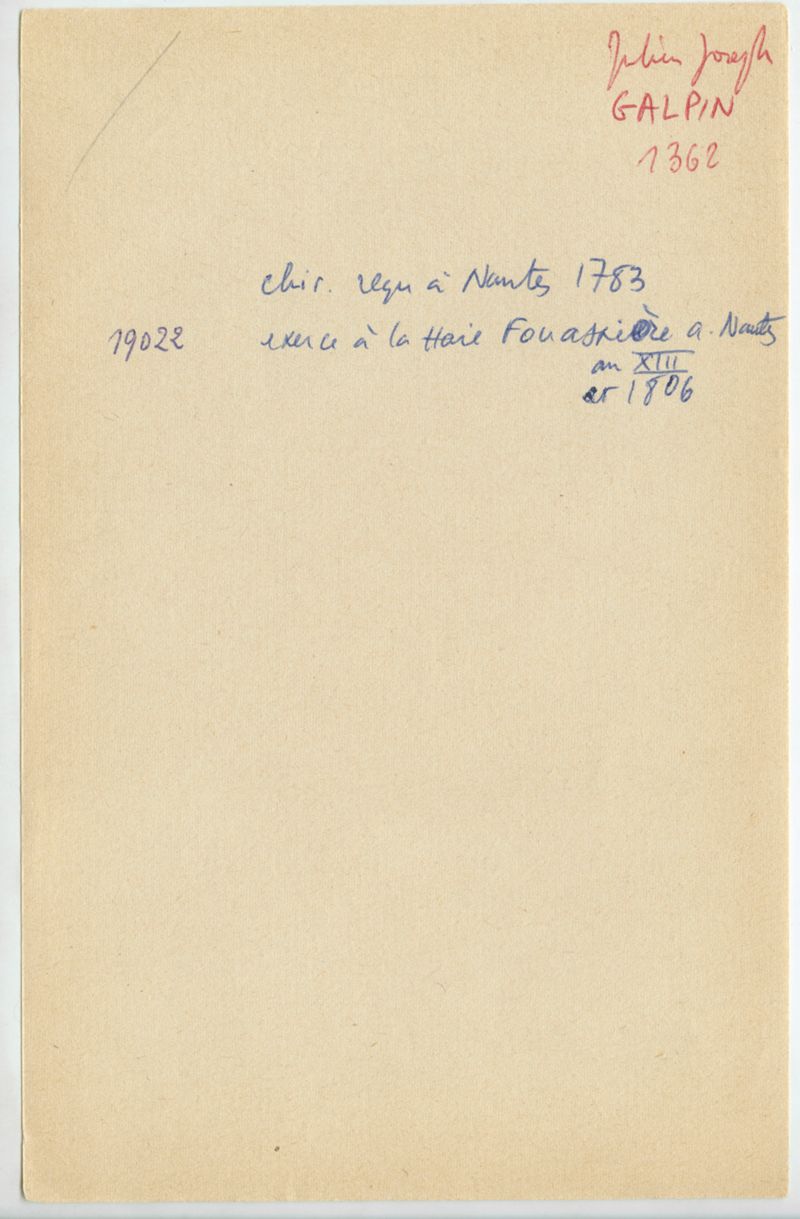 Julien Joseph
GALPIN
1362
chir. reçu à Nantes 1783
19022 exerce à la Haie Fouassière a. Nantes
an XIII
et 1806